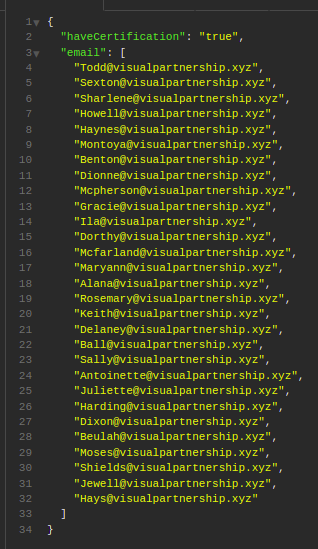 1 {
2 "haveCertification": "true",
3 "email": [
4 "Todd@visualpartnership.xyz",
5 "Sexton@visualpartnership.xyz",
6 "Sharlene@visualpartnership.xyz",
7 "Howell@visualpartnership.xyz",
8 "Haynes@visualpartnership.xyz",
9 "Montoya@visualpartnership.xyz",
10 "Benton@visualpartnership.xyz",
11 "Dionne@visualpartnership.xyz",
12 "Mcpherson@visualpartnership.xyz",
13 "Gracie@visualpartnership.xyz",
14 "Ila@visualpartnership.xyz",
15 "Dorthy@visualpartnership.xyz",
16 "Mcfarland@visualpartnership.xyz",
17 "Maryann@visualpartnership.xyz",
18 "Alana@visualpartnership.xyz",
19 "Rosemary@visualpartnership.xyz",
20 "Keith@visualpartnership.xyz",
21 "Delaney@visualpartnership.xyz",
22 "Ball@visualpartnership.xyz",
23 "Sally@visualpartnership.xyz",
24 "Antoinette@visualpartnership.xyz",
25 "Juliette@visualpartnership.xyz",
26 "Harding@visualpartnership.xyz",
27 "Dixon@visualpartnership.xyz",
28 "Beulah@visualpartnership.xyz",
29 "Moses@visualpartnership.xyz",
30 "Shields@visualpartnership.xyz",
31 "Jewell@visualpartnership.xyz",
32 "Hays@visualpartnership.xyz"
33 ]
34 }